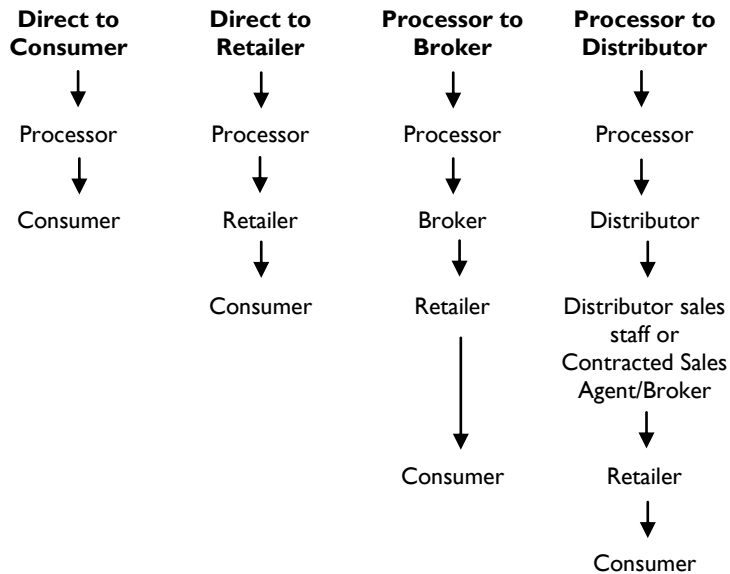 Direct to
Consumer
Processor
Consumer
Direct to
Retailer
Processor
Retailer
Consumer
Processor to
Broker
Processor
Broker
Retailer
Consumer
Processor to
Distributor
Processor
Distributor
Distributor sales
staff or
Contracted Sales
Agent/Broker
Retailer
Consumer